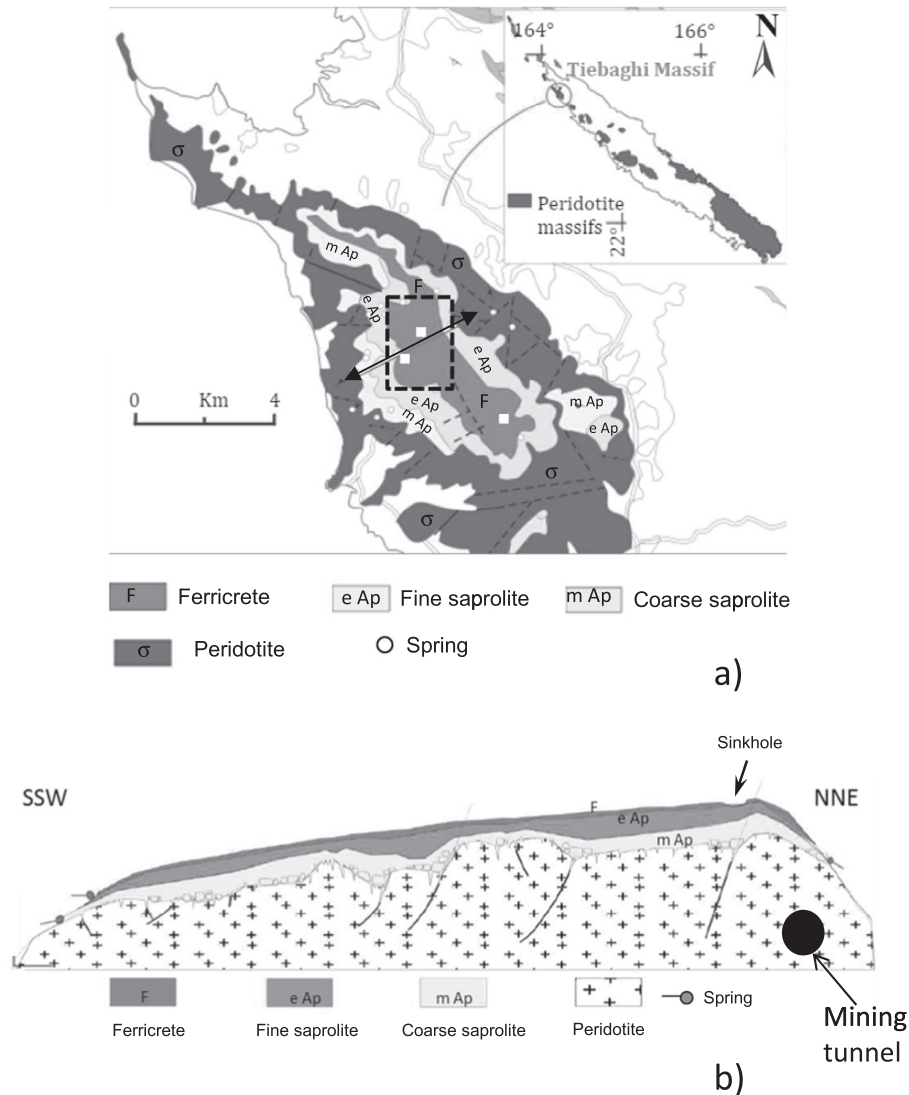 164°
166°
N
Tiebaghi Massif
Peridotite
massifs
22°
σ
m Ap
σ
F
e Ap
e Ap
0 Km 4
e Ap
m Ap
F
m Ap
e Ap
σ
σ
F Ferricrete
e Ap Fine saprolite
m Ap Coarse saprolite
σ Peridotite
Spring
a)
Sinkhole
SSW
NNE
F
e Ap
m Ap
F
e Ap
m Ap
Spring
Ferricrete
Fine saprolite
Coarse saprolite
Peridotite
Mining
tunnel
b)